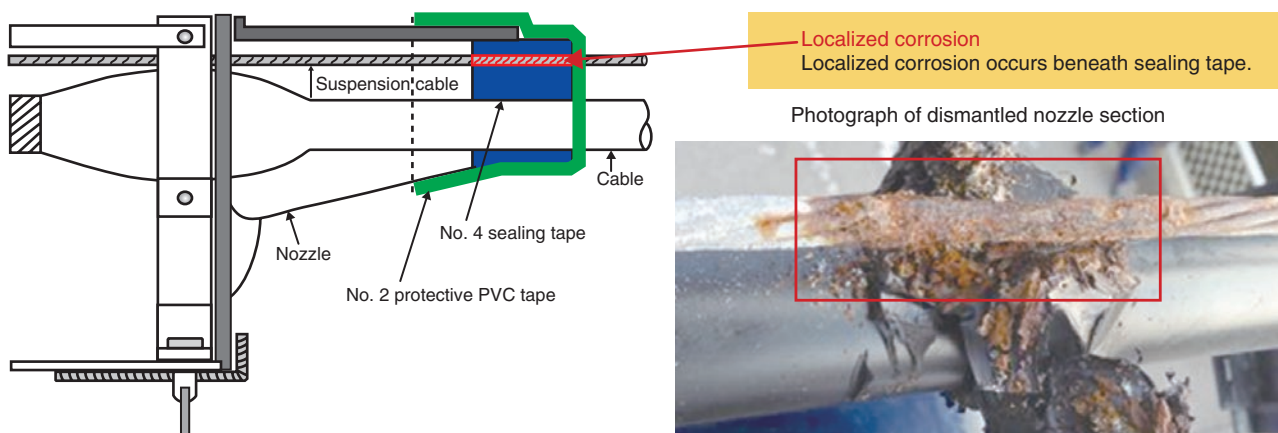 Localized corrosion
Localized corrosion occurs beneath sealing tape.
Suspension cable
Photograph of dismantled nozzle section
Cable
No. 4 sealing tape
Nozzle
No. 2 protective PVC tape